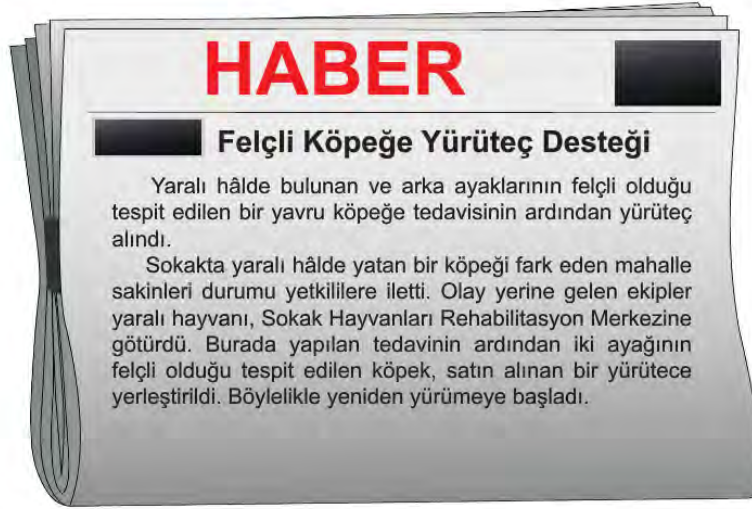 HABER
Felçli Köpeğe Yürüteç Desteği
Yaralı hâlde bulunan ve arka ayaklarının felçli olduğu
tespit edilen bir yavru köpeğe tedavisinin ardından yürüteç
alındı.
Sokakta yaralı hâlde yatan bir köpeği fark eden mahalle
sakinleri durumu yetkililere iletti. Olay yerine gelen ekipler
yaralı hayvanı, Sokak Hayvanları Rehabilitasyon Merkezine
götürdü. Burada yapılan tedavinin ardından iki ayağının
felçli olduğu tespit edilen köpek, satın alınan bir yürütece
yerleştirildi. Böylelikle yeniden yürümeye başladı.